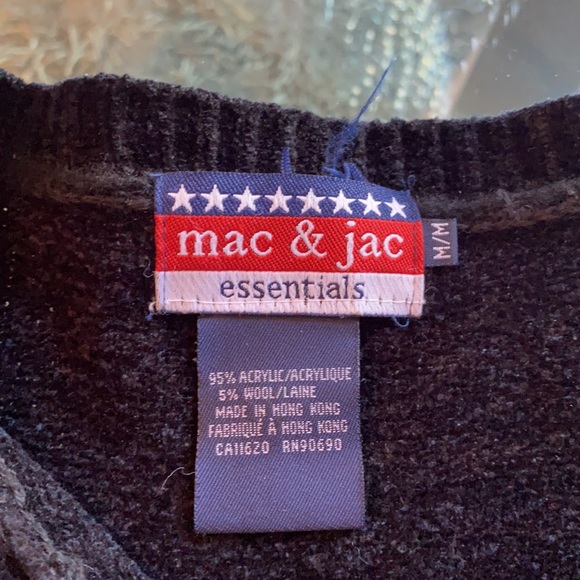 mac & jac
essentials
M/M
95% ACRYLIC/ACRYLIQUE
5% WOOL/LAINE
MADE IN HONG KONG
FABRIQUÉ À HONG KONG
CA11620 RN90690